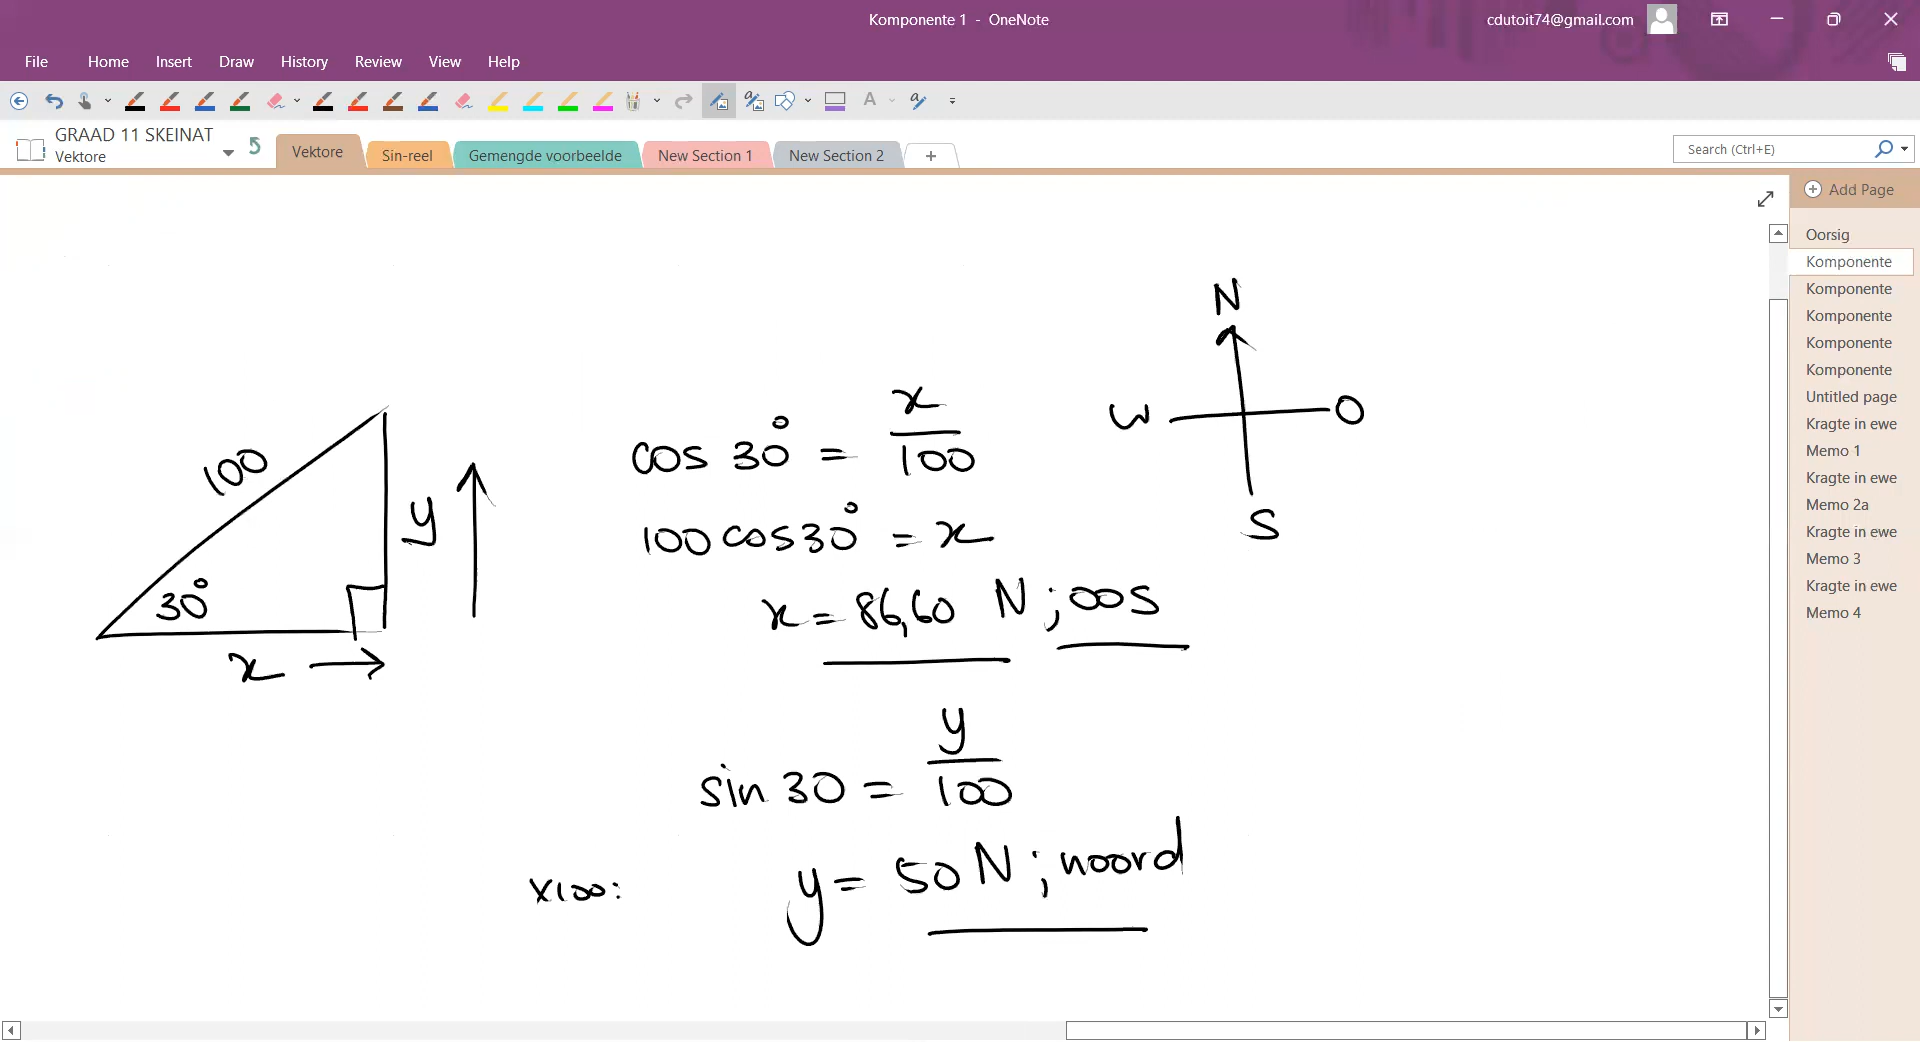 Komponente 1 - OneNote
cdutoit74@gmail.com
File Home Insert Draw History Review View Help
GRAAD 11 SKEINAT
Vektore
Vektore Sin-reel Gemengde voorbeelde New Section 1 New Section 2 +
Search (Ctrl+E)
Add Page
Oorsig
Komponente
Komponente
Komponente
Komponente
Komponente
Untitled page
Kragte in ewe
Memo 1
Kragte in ewe
Memo 2a
Kragte in ewe
Memo 3
Kragte in ewe
Memo 4
100
y
30°
x
cos 30° = x/100
100 cos 30° = x
x = 86,60 N ; oos
sin 30 = y/100
x100: y = 50 N ; noord
N
W O
S